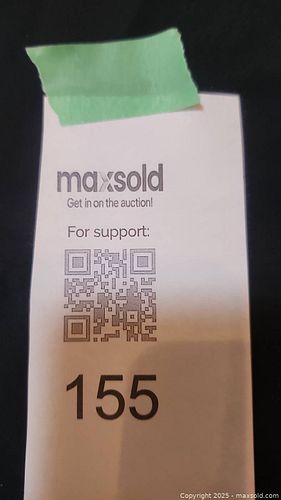 maxsold
Get in on the auction!
For support:
155
Copyright 2025 - maxsold.com